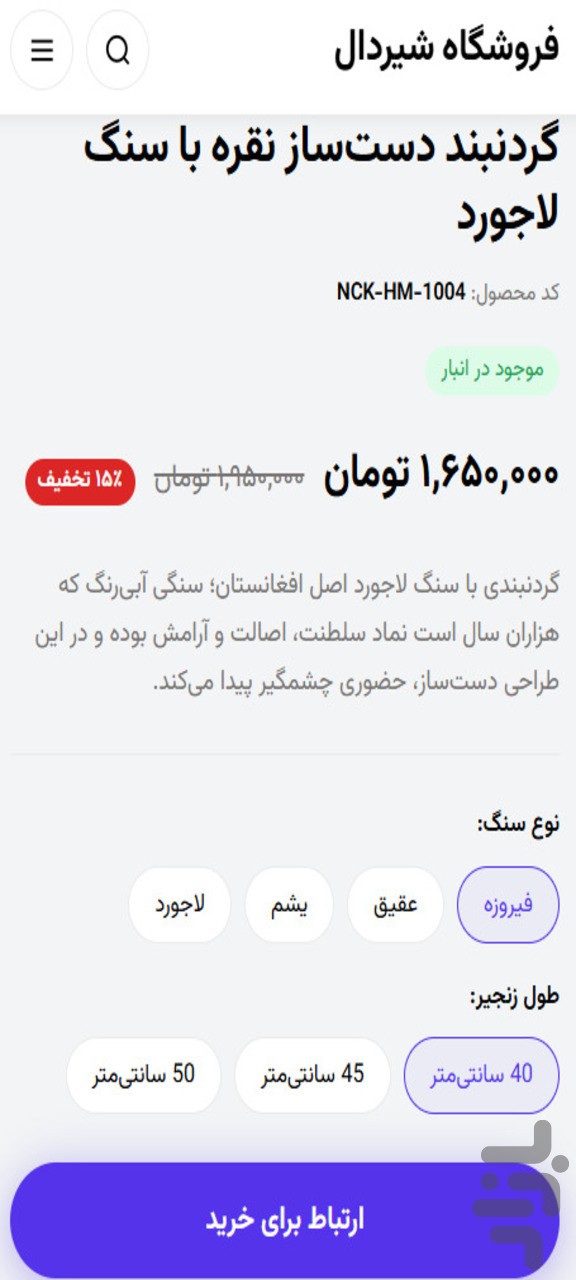 فروشگاه شیردال
گردنبند دست‌ساز نقره با سنگ
لاجورد
کد محصول: NCK-HM-1004
موجود در انبار
۱,۶۵۰,۰۰۰ تومان ۱,۹۵۰,۰۰۰ تومان ۱۵٪ تخفیف
گردنبندی با سنگ لاجورد اصل افغانستان؛ سنگی آبی‌رنگ که
هزاران سال است نماد سلطنت، اصالت و آرامش بوده و در این
طراحی دست‌ساز، حضوری چشمگیر پیدا می‌کند.
نوع سنگ:
فیروزه عقیق یشم لاجورد
طول زنجیر:
40 سانتی‌متر 45 سانتی‌متر 50 سانتی‌متر
ارتباط برای خرید
بازار